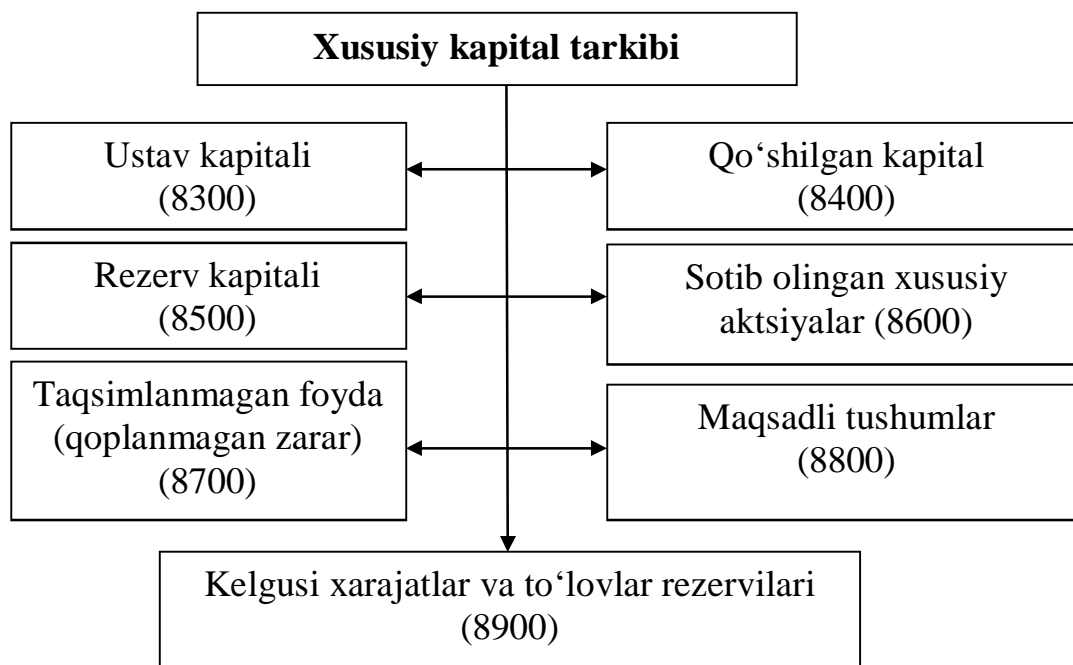 Xususiy kapital tarkibi
Ustav kapitali
(8300)
Qo‘shilgan kapital
(8400)
Rezerv kapitali
(8500)
Sotib olingan xususiy
aktsiyalar (8600)
Taqsimlanmagan foyda
(qoplanmagan zarar)
(8700)
Maqsadli tushumlar
(8800)
Kelgusi xarajatlar va to‘lovlar rezervilari
(8900)